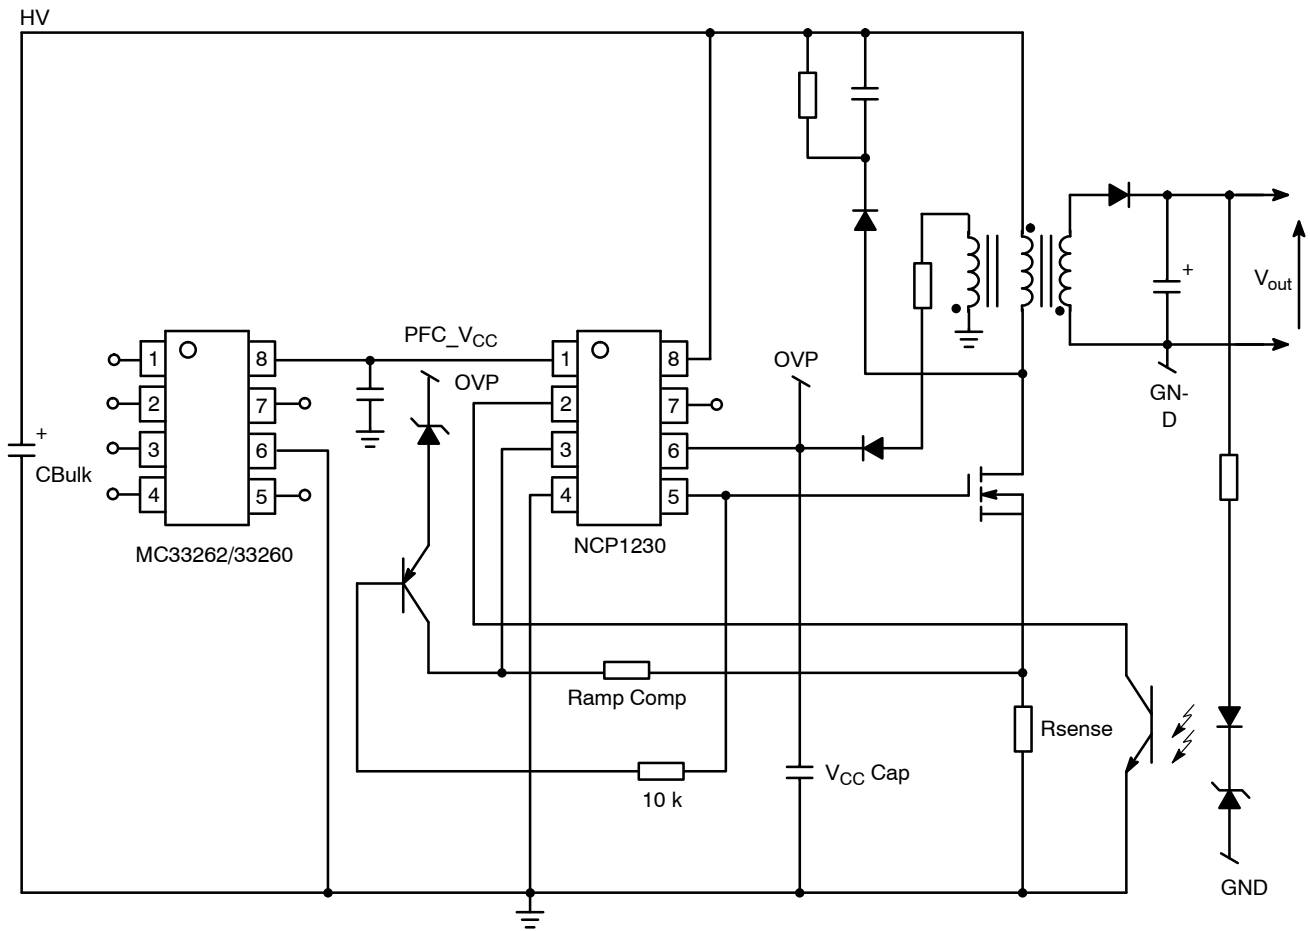 HV
+
Vout
PFC_VCC
OVP
OVP
1
8
1
8
2
7
2
7
GN-
D
+
CBulk
3
6
3
6
4
5
4
5
MC33262/33260
NCP1230
Ramp Comp
Rsense
10 k
VCC Cap
GND